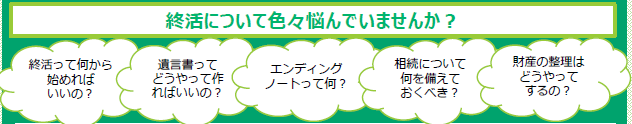 終活について色々悩んでいませんか？
終活って何から
始めれば
いいの？
遺言書って
どうやって作
ればいいの？
エンディング
ノートって何？
相続について
何を備えて
おくべき？
財産の整理は
どうやって
するの？